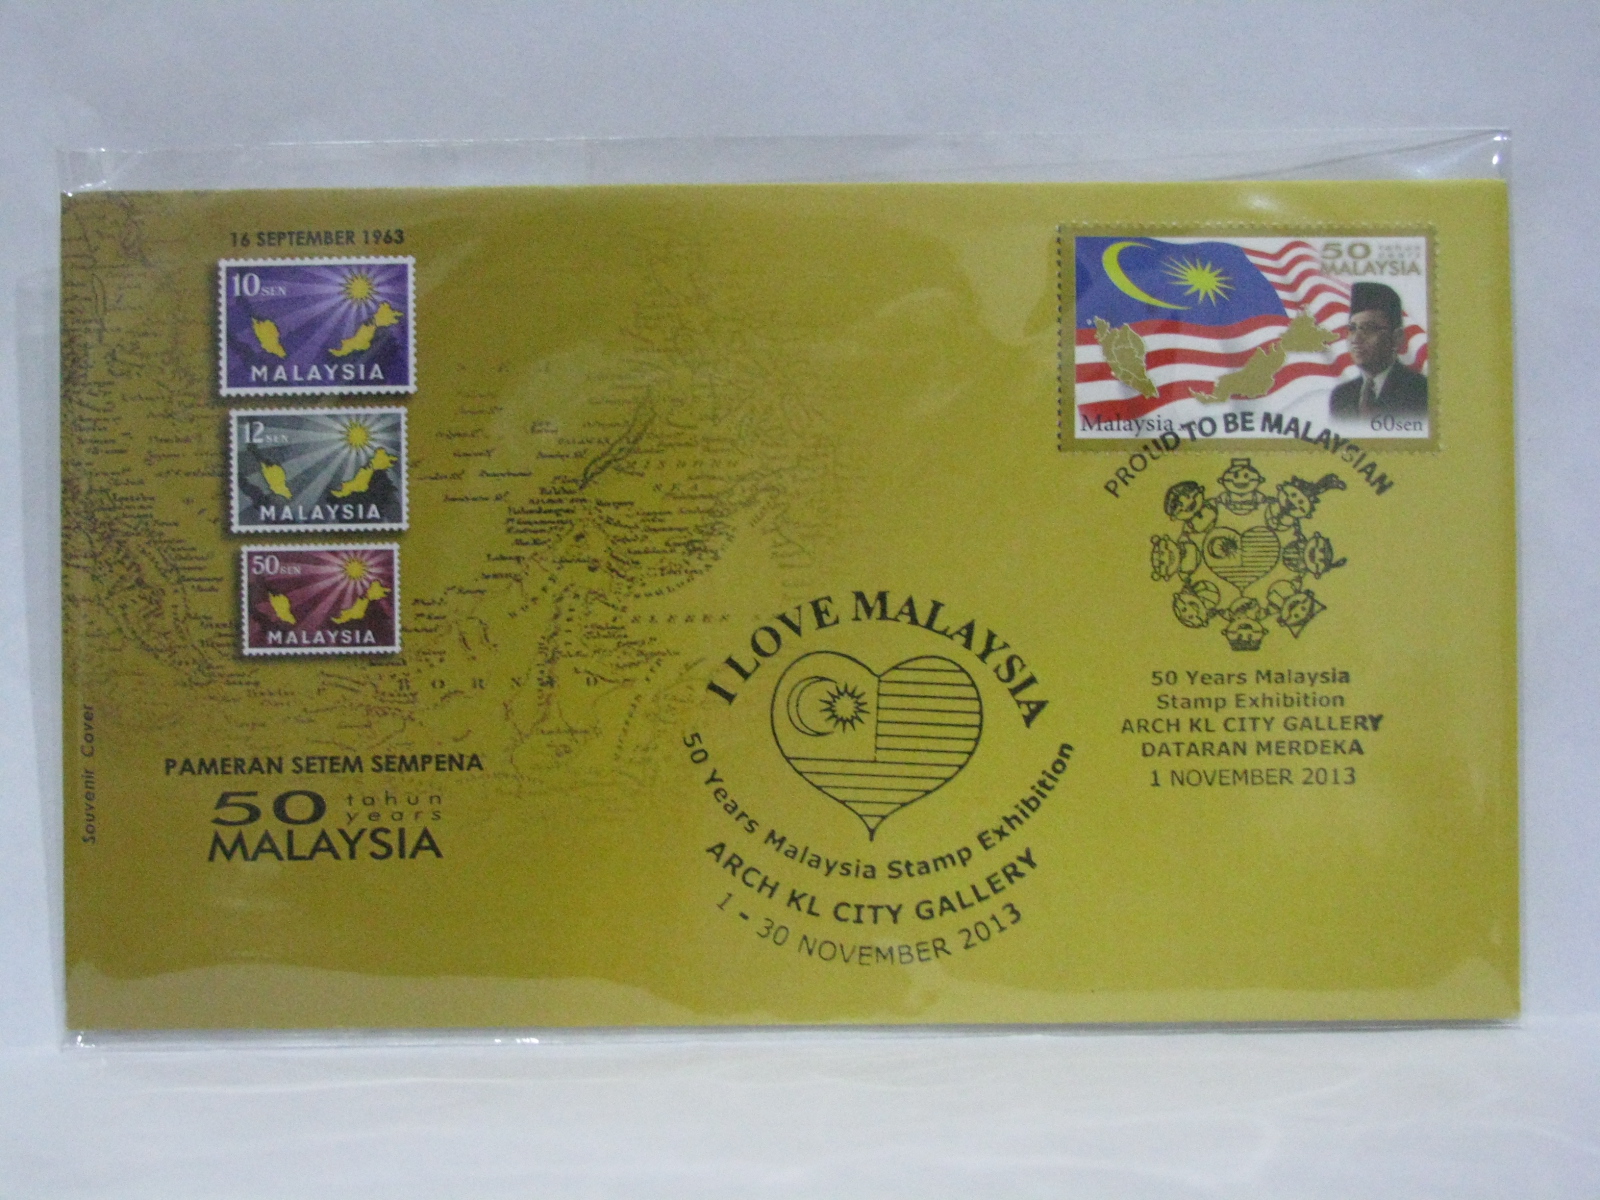 16 SEPTEMBER 1963
10 SEN
MALAYSIA
12 SEN
MALAYSIA
50 SEN
MALAYSIA
BORNEO
Souvenir Cover
PAMERAN SETEM SEMPENA
50 tahun
years
MALAYSIA
I LOVE MALAYSIA
50 Years Malaysia Stamp Exhibition
ARCH KL CITY GALLERY
1 - 30 NOVEMBER 2013
50 tahun
years
MALAYSIA
Malaysia
60sen
PROUD TO BE MALAYSIAN
50 Years Malaysia
Stamp Exhibition
ARCH KL CITY GALLERY
DATARAN MERDEKA
1 NOVEMBER 2013